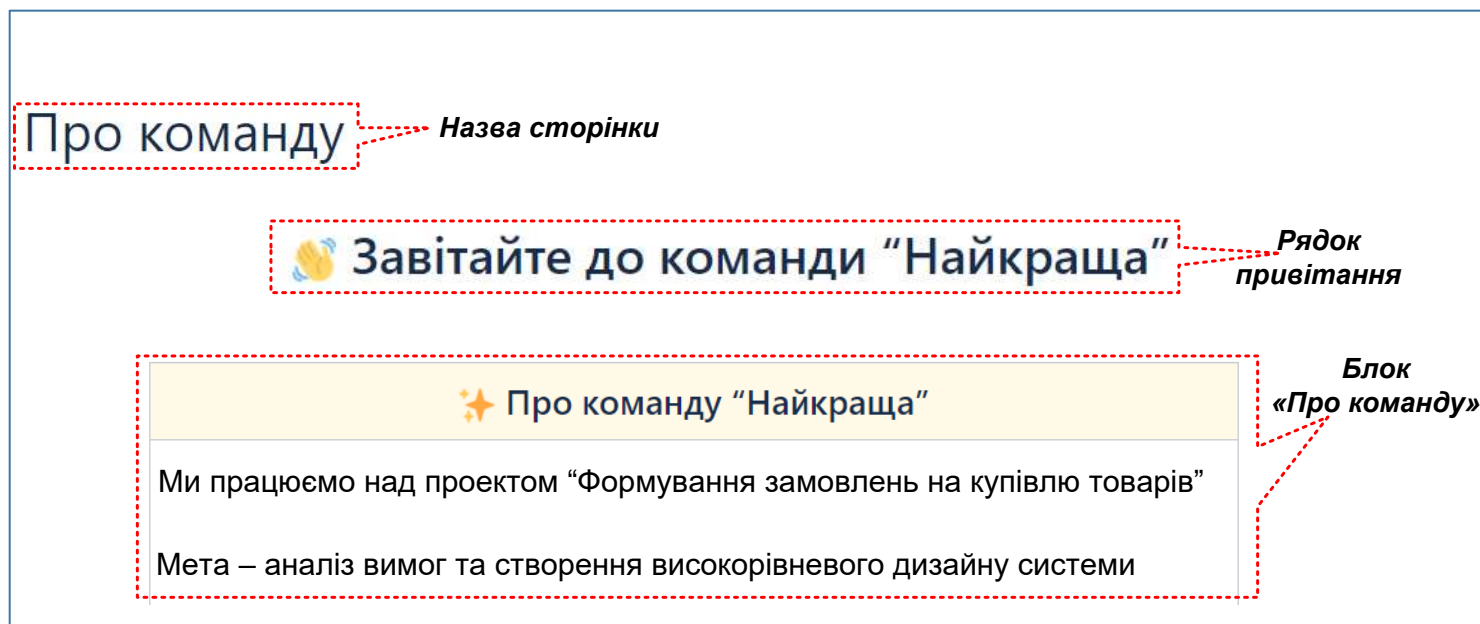 Про команду
Назва сторінки
👋 Завітайте до команди “Найкраща”
Рядок
привітання
Блок
«Про команду»
✨ Про команду “Найкраща”
Ми працюємо над проектом “Формування замовлень на купівлю товарів”
Мета – аналіз вимог та створення високорівневого дизайну системи